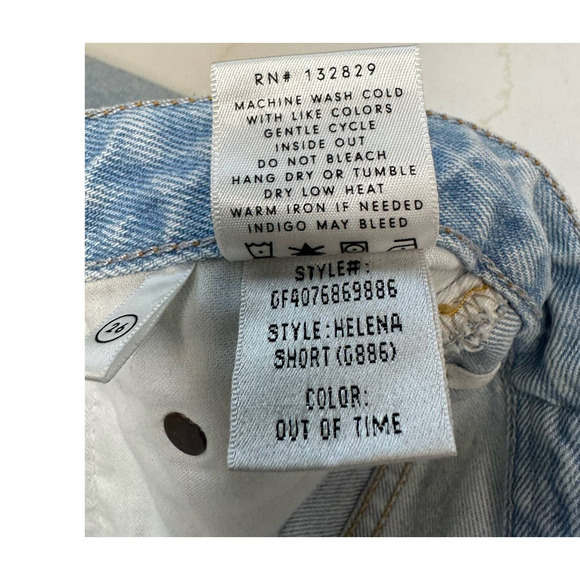 RN# 132829
MACHINE WASH COLD
WITH LIKE COLORS
GENTLE CYCLE
INSIDE OUT
DO NOT BLEACH
HANG DRY OR TUMBLE
DRY LOW HEAT
WARM IRON IF NEEDED
INDIGO MAY BLEED
STYLE#:
GF4076869886
STYLE:HELENA
SHORT(G886)
COLOR:
OUT OF TIME
26